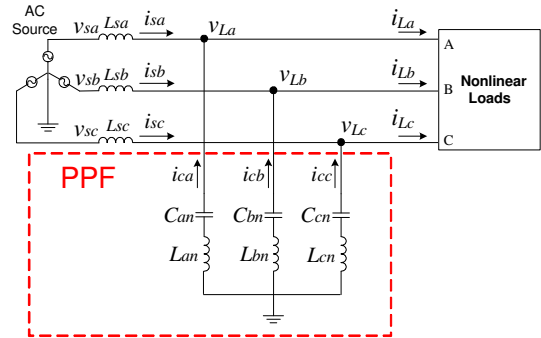 AC
Source
vsa Lsa isa vLa iLa A
vsb Lsb isb vLb iLb B
vsc Lsc isc vLc iLc C
Nonlinear
Loads
PPF
ica icb icc
Can Cbn Ccn
Lan Lbn Lcn